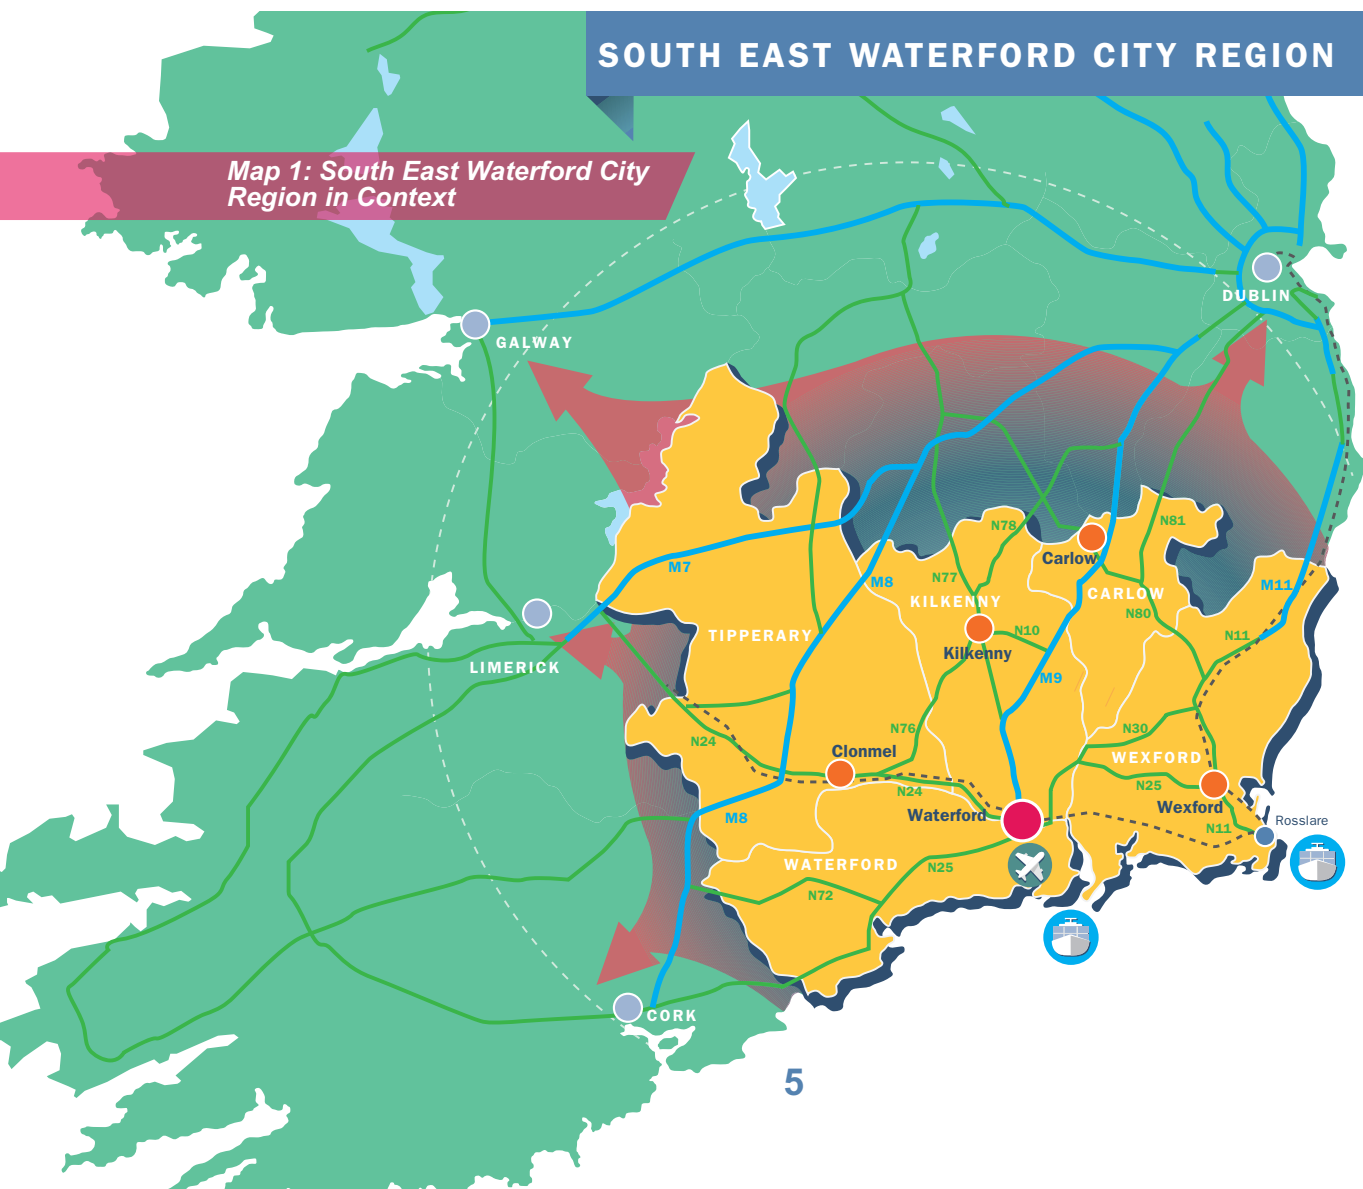 SOUTH EAST WATERFORD CITY REGION
Map 1: South East Waterford City
Region in Context
DUBLIN
GALWAY
N81
N78
Carlow
M7
N77
M8
M11
KILKENNY
CARLOW
N80
TIPPERARY
N10
N11
Kilkenny
LIMERICK
M9
N76
N30
N24
Clonmel
WEXFORD
N25
N24
Wexford
Waterford
M8
Rosslare
N11
WATERFORD
N25
N72
CORK
5